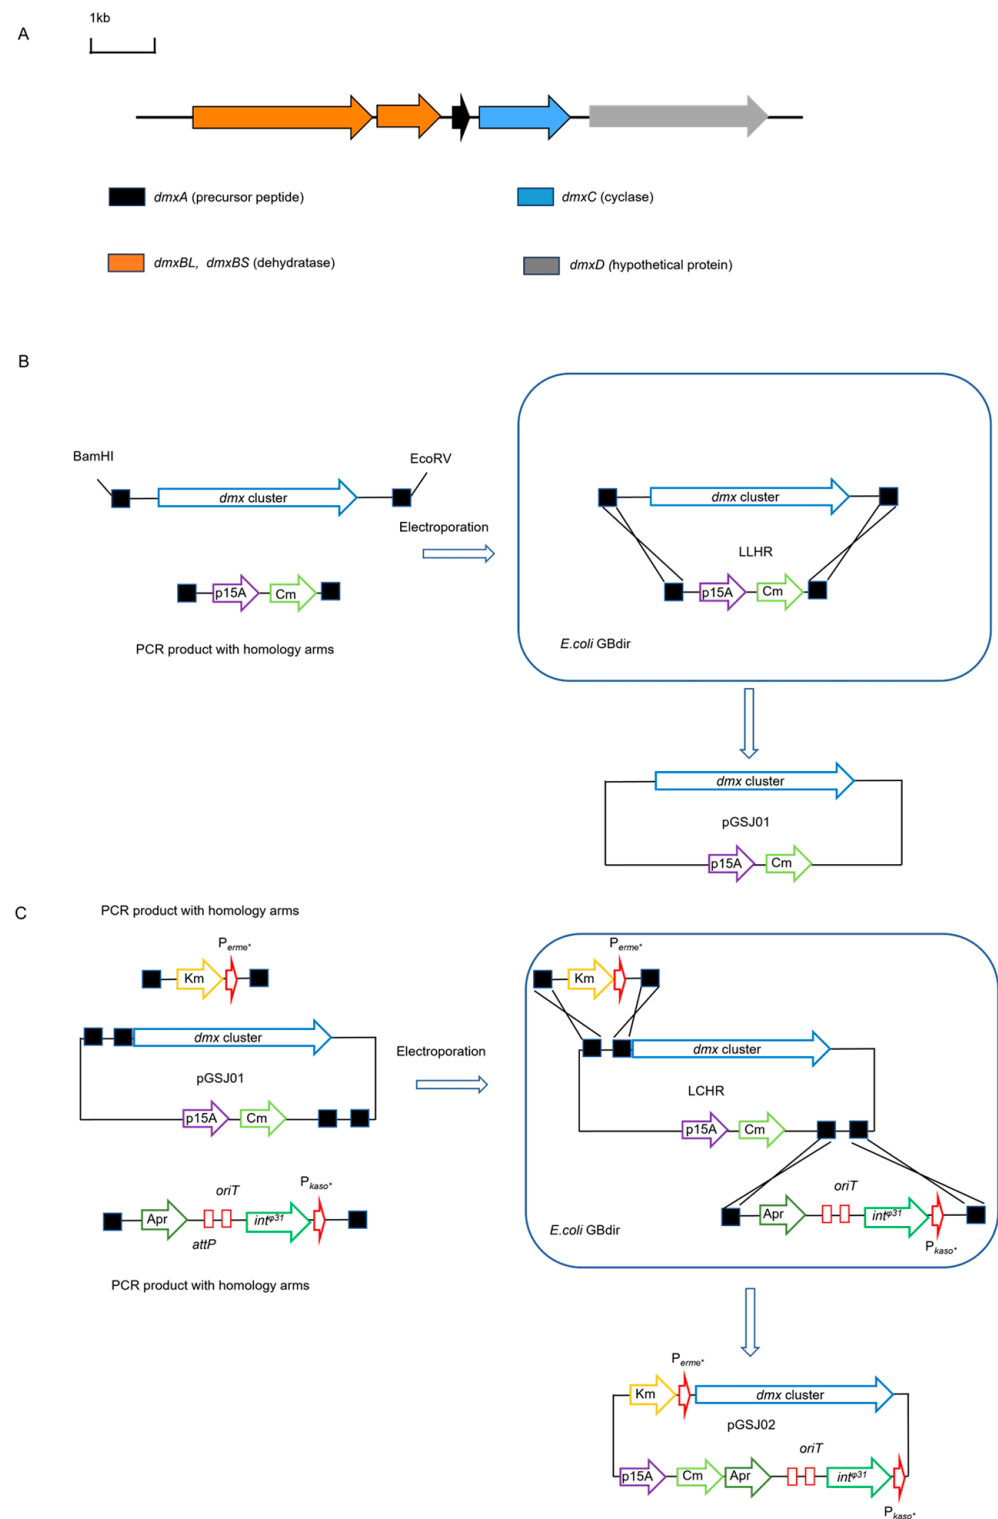 A
1kb
dmxA (precursor peptide)
dmxC (cyclase)
dmxBL, dmxBS (dehydratase)
dmxD (hypothetical protein)
B
BamHI
EcoRV
dmx cluster
Electroporation
p15A
Cm
PCR product with homology arms
dmx cluster
LLHR
p15A
Cm
E.coli GBdir
dmx cluster
pGSJ01
p15A
Cm
C
PCR product with homology arms
Perme*
Km
dmx cluster
pGSJ01
p15A
Cm
Electroporation
oriT
Pkaso*
Apr
intφ31
attP
PCR product with homology arms
Perme*
Km
dmx cluster
LCHR
p15A
Cm
oriT
Apr
intφ31
Pkaso*
E.coli GBdir
Perme*
Km
dmx cluster
pGSJ02
oriT
p15A
Cm
Apr
intφ31
Pkaso*